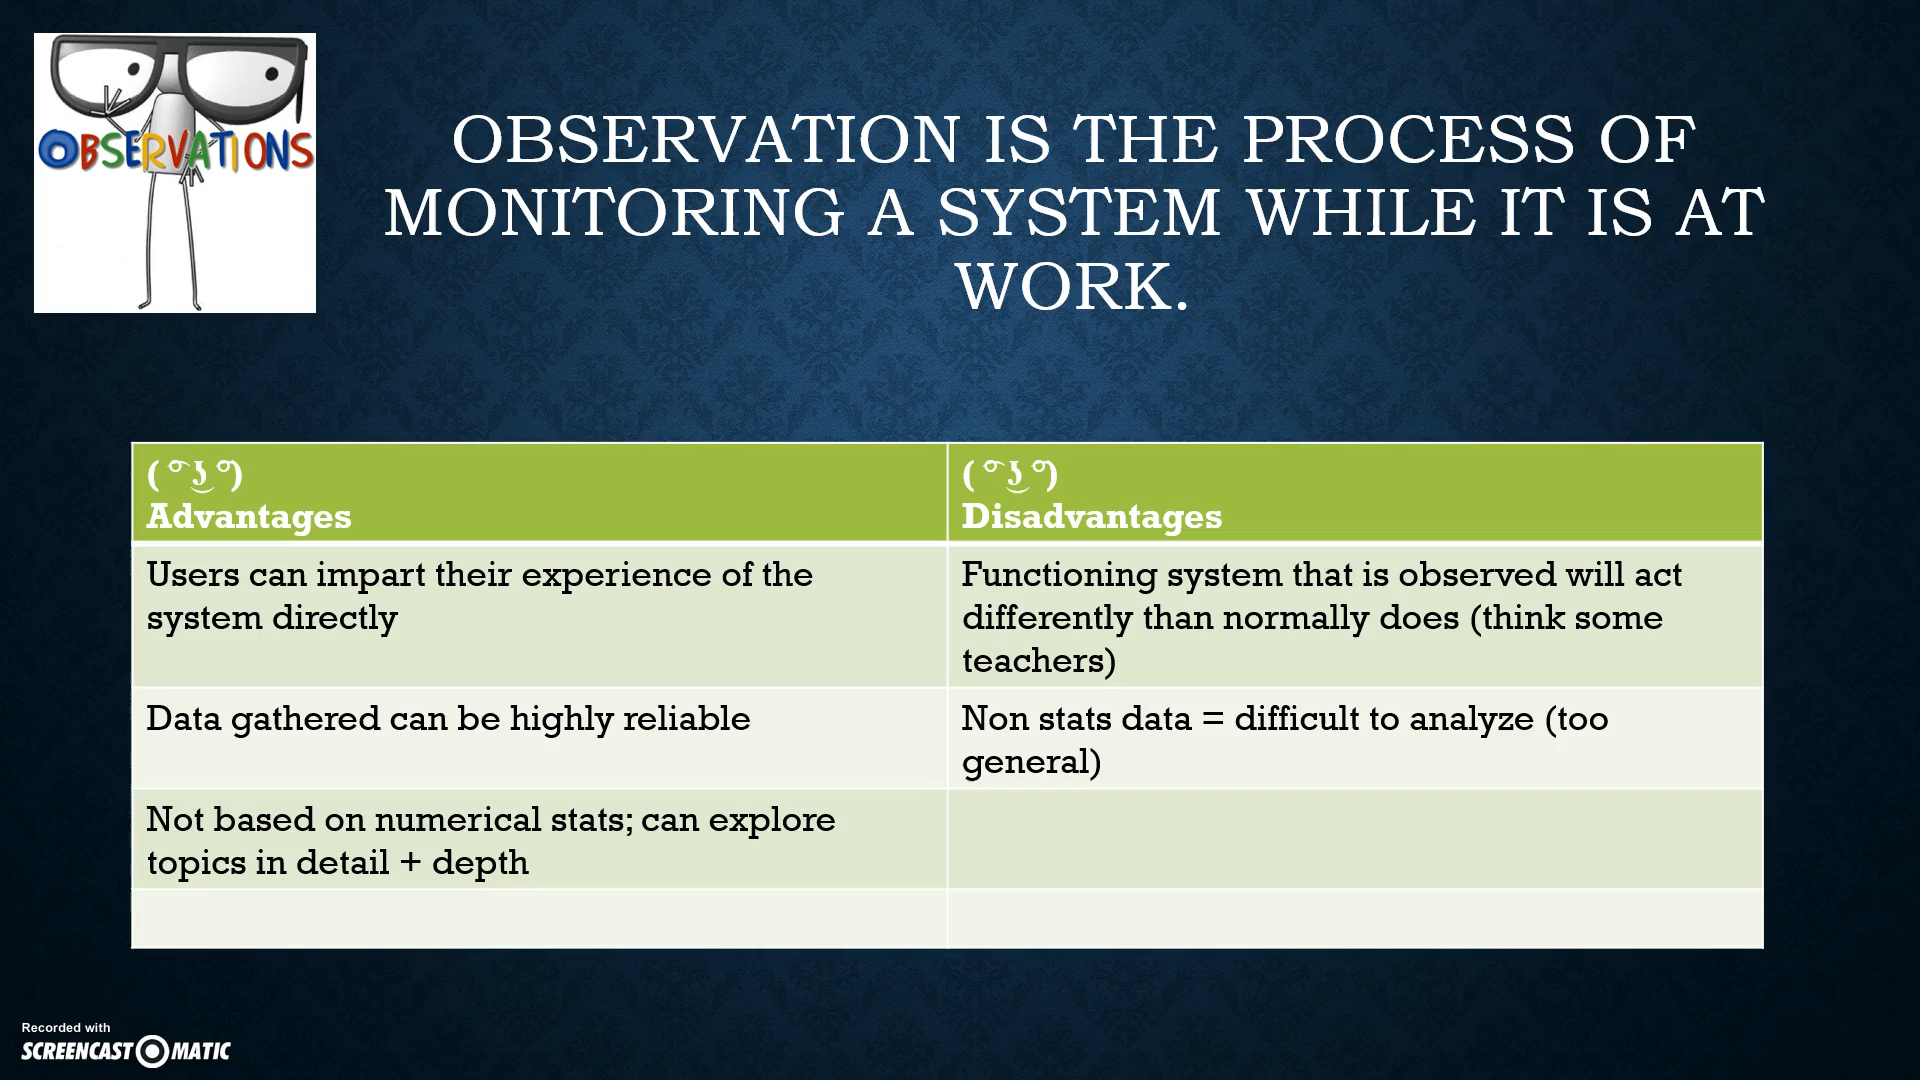 OBSERVATIONS
OBSERVATION IS THE PROCESS OF
MONITORING A SYSTEM WHILE IT IS AT
WORK.
( ͡° ͜ʖ ͡°)
Advantages
( ͡° ͜ʖ ͡°)
Disadvantages
Users can impart their experience of the
system directly
Functioning system that is observed will act
differently than normally does (think some
teachers)
Data gathered can be highly reliable
Non stats data = difficult to analyze (too
general)
Not based on numerical stats; can explore
topics in detail + depth
Recorded with
SCREENCAST O MATIC